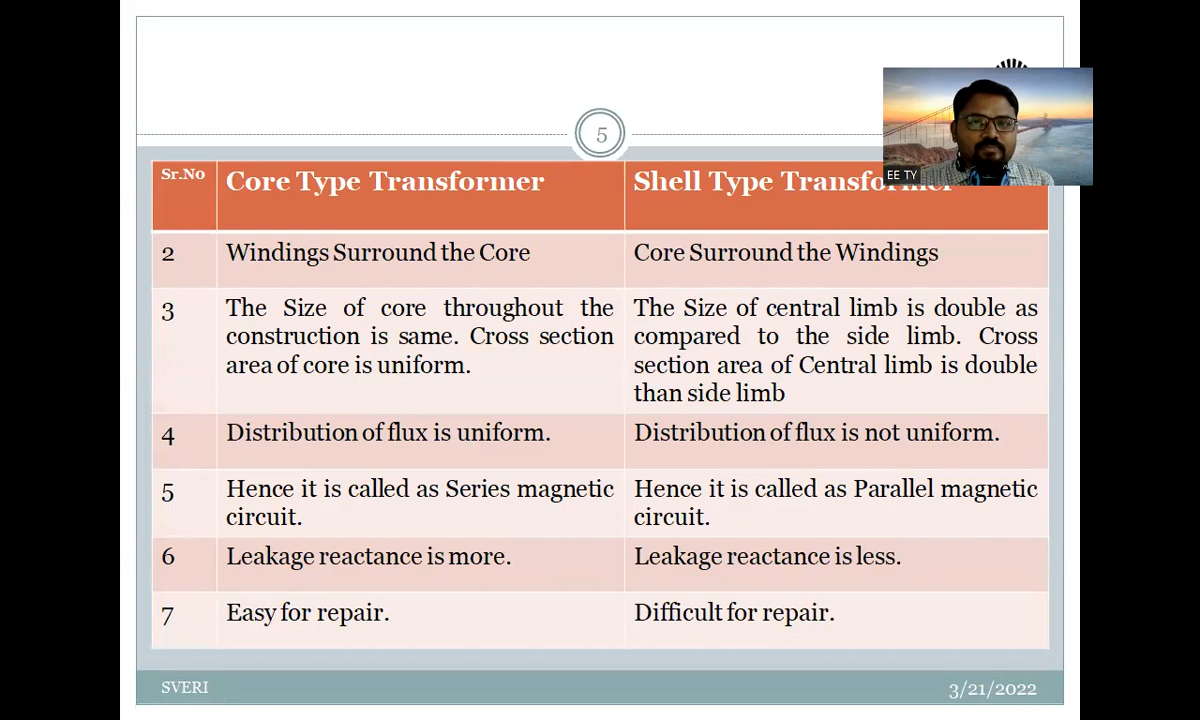 5
EE TY
Sr.No
Core Type Transformer
Shell Type Transformer
2
Windings Surround the Core
Core Surround the Windings
3
The Size of core throughout the
construction is same. Cross section
area of core is uniform.
The Size of central limb is double as
compared to the side limb. Cross
section area of Central limb is double
than side limb
4
Distribution of flux is uniform.
Distribution of flux is not uniform.
5
Hence it is called as Series magnetic
circuit.
Hence it is called as Parallel magnetic
circuit.
6
Leakage reactance is more.
Leakage reactance is less.
7
Easy for repair.
Difficult for repair.
SVERI
3/21/2022